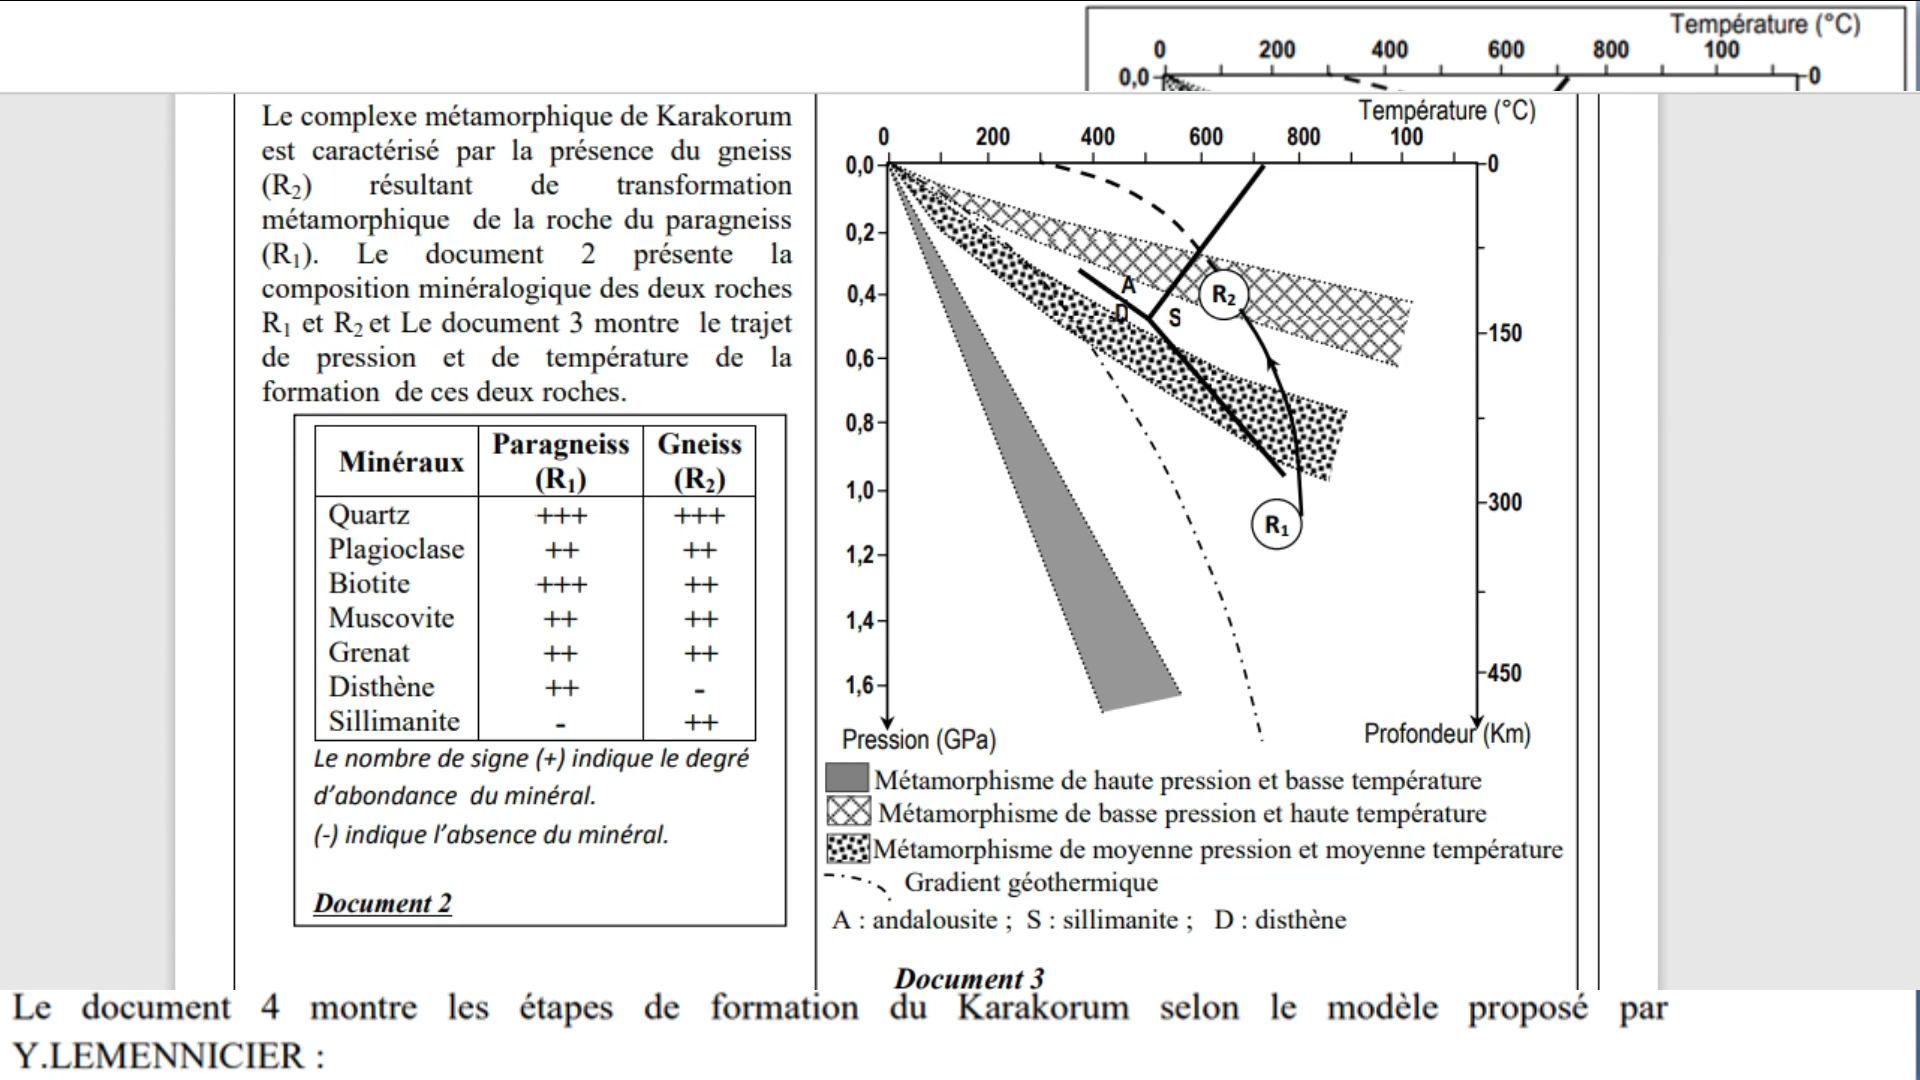 Température (°C)
0 200 400 600 800 100
0,0 0
Le complexe métamorphique de Karakorum
est caractérisé par la présence du gneiss
(R₂) résultant de transformation
métamorphique de la roche du paragneiss
(R₁). Le document 2 présente la
composition minéralogique des deux roches
R₁ et R₂ et Le document 3 montre le trajet
de pression et de température de la
formation de ces deux roches.
Minéraux Paragneiss (R₁) Gneiss (R₂)
Quartz +++ +++
Plagioclase ++ ++
Biotite +++ ++
Muscovite ++ ++
Grenat ++ ++
Disthène ++ -
Sillimanite - ++
Le nombre de signe (+) indique le degré
d'abondance du minéral.
(-) indique l'absence du minéral.
Document 2
Température (°C)
0 200 400 600 800 100
0,0 0
0,2
A
0,4 R₂
D S
150
0,6
0,8
1,0
300
R₁
1,2
1,4
450
1,6
Pression (GPa) Profondeur (Km)
Métamorphisme de haute pression et basse température
Métamorphisme de basse pression et haute température
Métamorphisme de moyenne pression et moyenne température
Gradient géothermique
A : andalousite ; S : sillimanite ; D : disthène
Document 3
Le document 4 montre les étapes de formation du Karakorum selon le modèle proposé par
Y.LEMENNICIER :